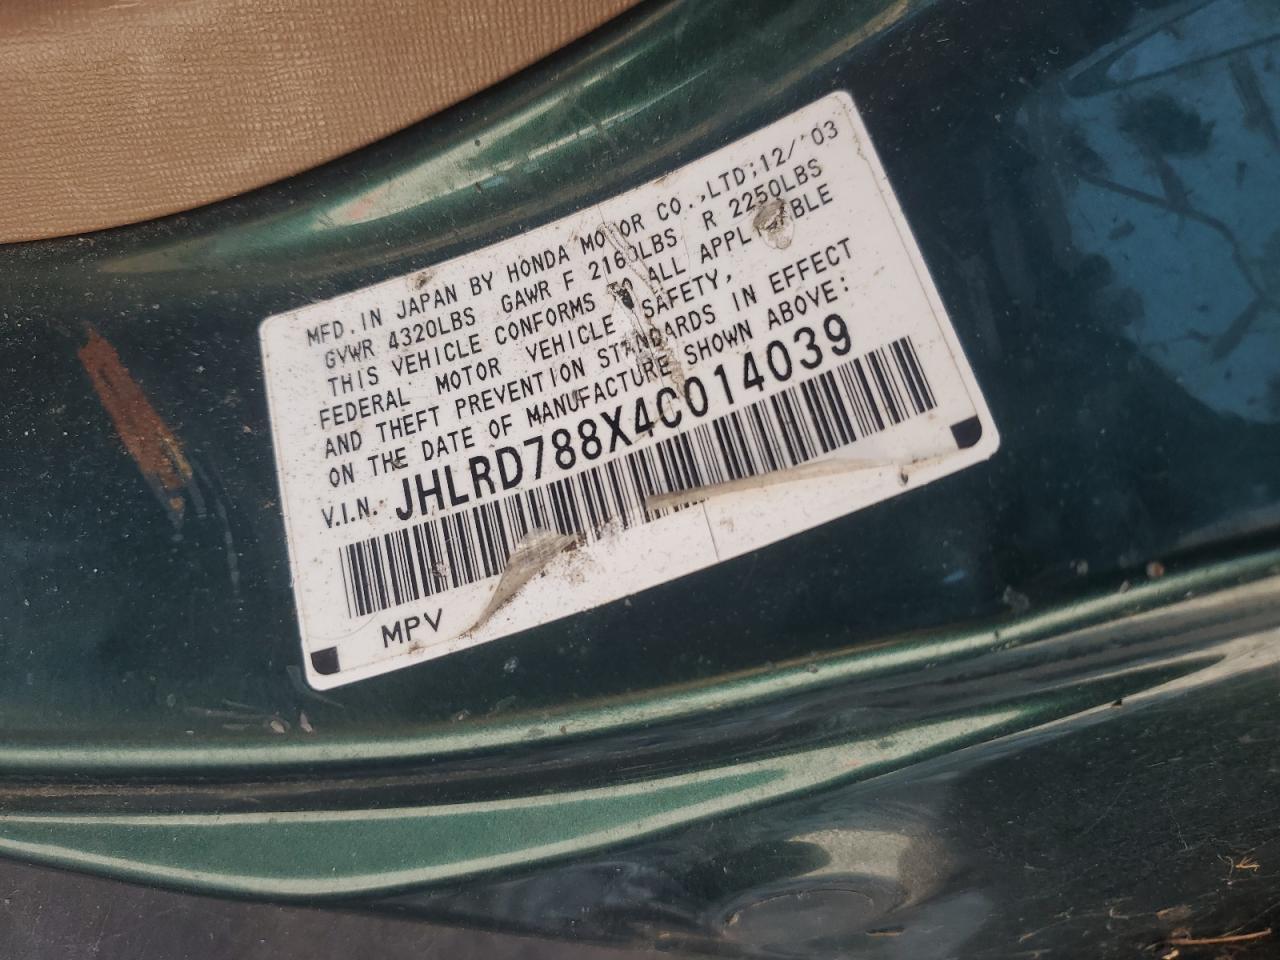 MFD. IN JAPAN BY HONDA MOTOR CO.,LTD;12/'03
GVWR 4320LBS GAWR F 2160LBS R 2250LBS
THIS VEHICLE CONFORMS TO ALL APPL BLE
FEDERAL MOTOR VEHICLE SAFETY,
AND THEFT PREVENTION STANDARDS IN EFFECT
ON THE DATE OF MANUFACTURE SHOWN ABOVE:
V.I.N. JHLRD788X4C014039
MPV